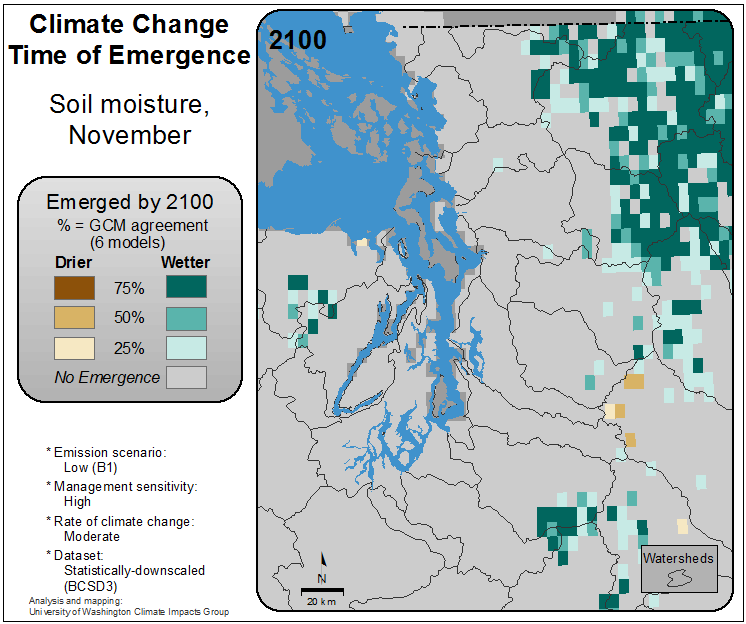 Climate Change
Time of Emergence
Soil moisture,
November
Emerged by 2100
% = GCM agreement
(6 models)
Drier Wetter
75%
50%
25%
No Emergence
* Emission scenario:
Low (B1)
* Management sensitivity:
High
* Rate of climate change:
Moderate
* Dataset:
Statistically-downscaled
(BCSD3)
Analysis and mapping:
University of Washington Climate Impacts Group
2100
N
20 km
Watersheds